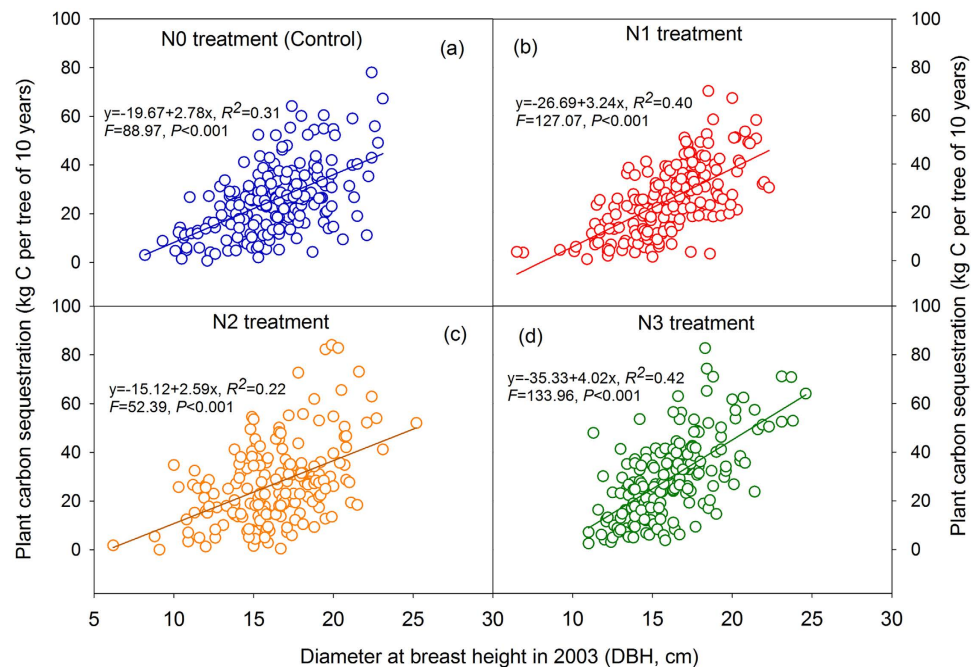 100
80
60
40
20
0
N0 treatment (Control)
(a)
y=-19.67+2.78x, R²=0.31
F=88.97, P<0.001
(b)
N1 treatment
y=-26.69+3.24x, R²=0.40
F=127.07, P<0.001
100
80
60
40
20
0
100
80
60
40
20
0
N2 treatment
(c)
y=-15.12+2.59x, R²=0.22
F=52.39, P<0.001
(d)
N3 treatment
y=-35.33+4.02x, R²=0.42
F=133.96, P<0.001
100
80
60
40
20
0
5 10 15 20 25 30 10 15 20 25 30
Diameter at breast height in 2003 (DBH, cm)
Plant carbon sequestration (kg C per tree of 10 years)
Plant carbon sequestration (kg C per tree of 10 years)